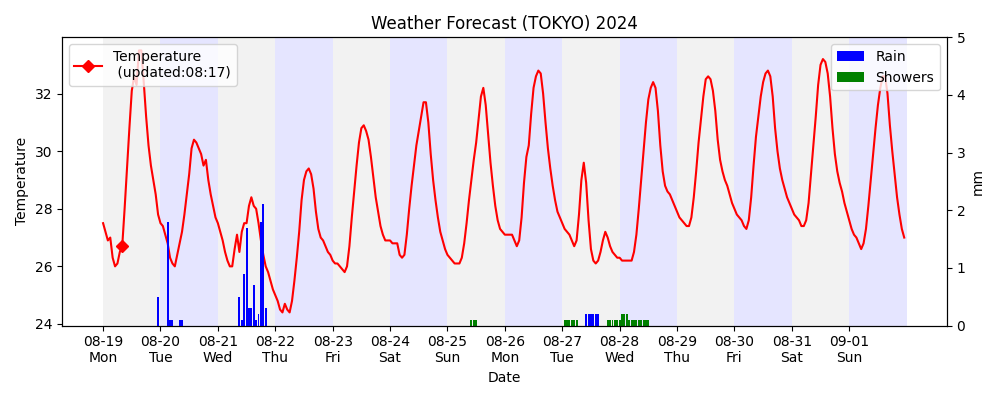 Weather Forecast (TOKYO) 2024
Temperature
(updated:08:17)
Rain
Showers
Temperature
32
30
28
26
24
5
4
3
2
1
0
mm
08-19 08-20 08-21 08-22 08-23 08-24 08-25 08-26 08-27 08-28 08-29 08-30 08-31 09-01
Mon Tue Wed Thu Fri Sat Sun Mon Tue Wed Thu Fri Sat Sun
Date